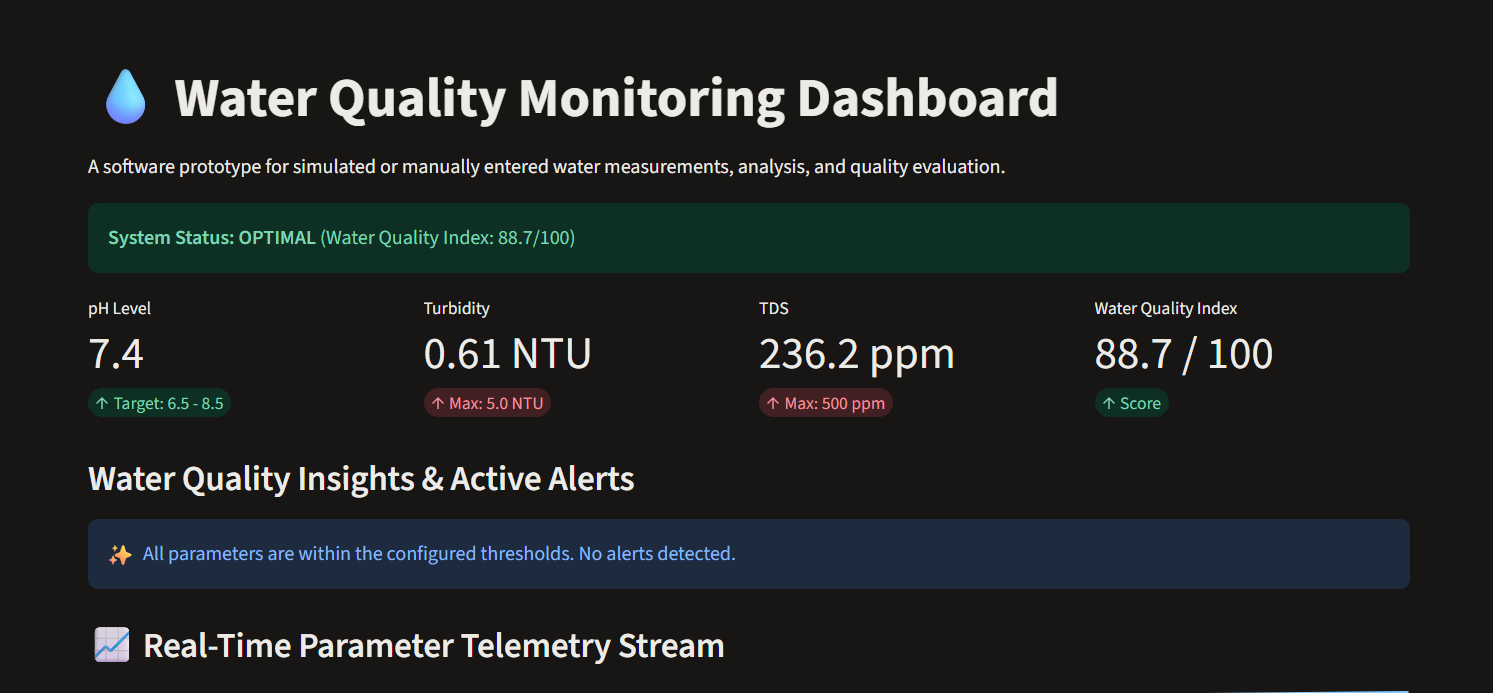 Water Quality Monitoring Dashboard
A software prototype for simulated or manually entered water measurements, analysis, and quality evaluation.
System Status: OPTIMAL (Water Quality Index: 88.7/100)
pH Level
7.4
↑ Target: 6.5 - 8.5
Turbidity
0.61 NTU
↑ Max: 5.0 NTU
TDS
236.2 ppm
↑ Max: 500 ppm
Water Quality Index
88.7 / 100
↑ Score
Water Quality Insights & Active Alerts
All parameters are within the configured thresholds. No alerts detected.
Real-Time Parameter Telemetry Stream